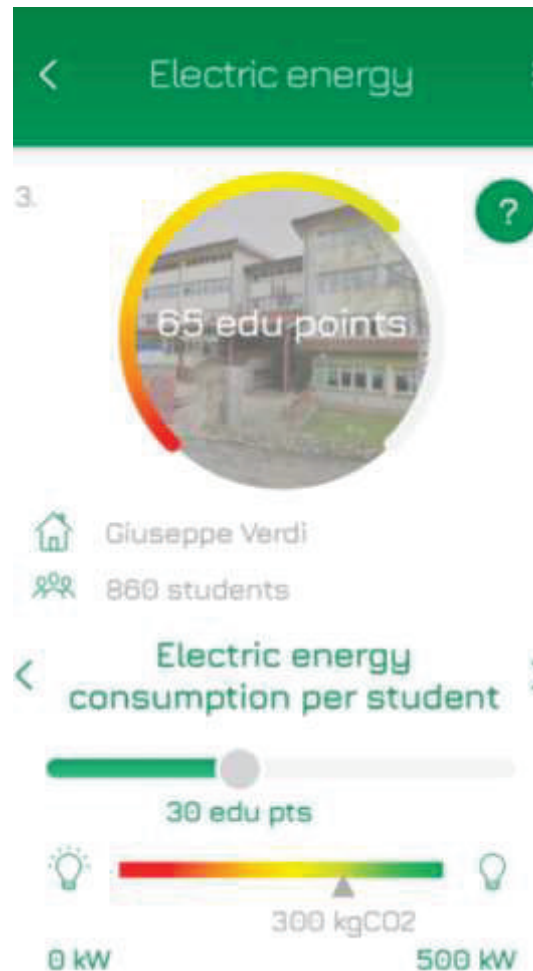 Electric energy
3.
?
65 edu points
Giuseppe Verdi
860 students
Electric energy
consumption per student
30 edu pts
300 kgCO2
0 kW
500 kW